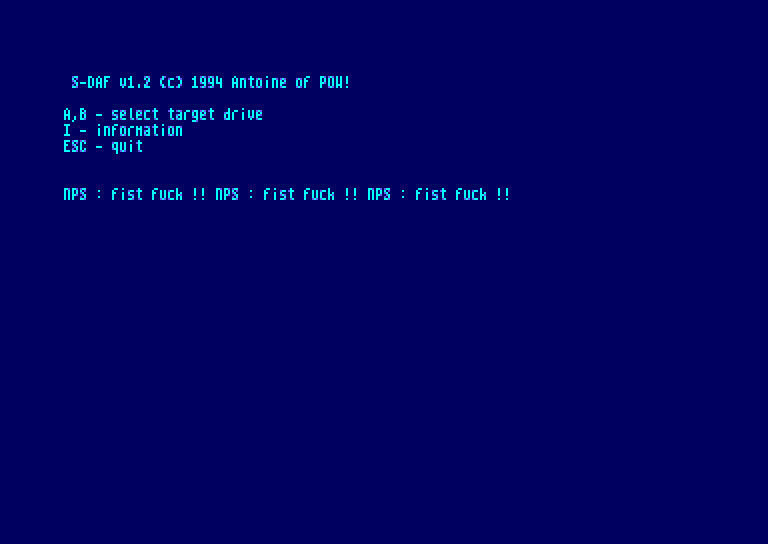 S-DAF v1.2 (c) 1994 Antoine of POW!
A,B - select target drive
I - information
ESC - quit
NPS : fist fuck !! NPS : fist fuck !! NPS : fist fuck !!